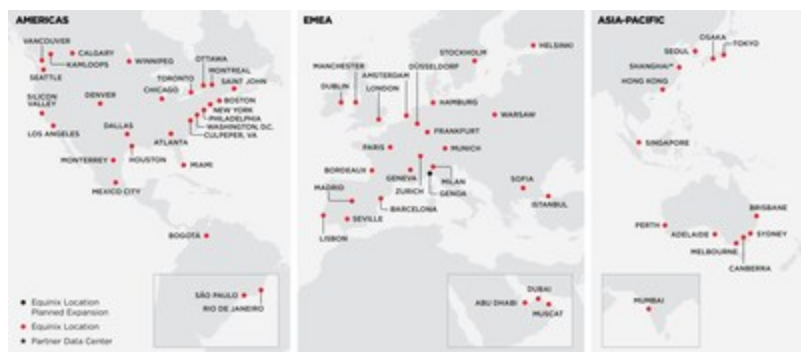 AMERICAS
VANCOUVER
CALGARY
KAMLOOPS
SEATTLE
WINNIPEG
OTTAWA
MONTREAL
TORONTO
SAINT JOHN
CHICAGO
BOSTON
NEW YORK
PHILADELPHIA
WASHINGTON, D.C.
CULPEPER, VA
SILICON
VALLEY
DENVER
LOS ANGELES
DALLAS
ATLANTA
HOUSTON
MONTERREY
MIAMI
MEXICO CITY
BOGOTÁ
SÃO PAULO
RIO DE JANEIRO
Equinix Location
Planned Expansion
Equinix Location
Partner Data Center
EMEA
HELSINKI
STOCKHOLM
MANCHESTER
DÜSSELDORF
AMSTERDAM
DUBLIN
LONDON
HAMBURG
WARSAW
FRANKFURT
PARIS
MUNICH
BORDEAUX
GENEVA
MILAN
ZURICH
GENOA
MADRID
BARCELONA
SOFIA
ISTANBUL
SEVILLE
LISBON
DUBAI
ABU DHABI
MUSCAT
ASIA-PACIFIC
OSAKA
SEOUL
TOKYO
SHANGHAI*
HONG KONG
SINGAPORE
BRISBANE
PERTH
ADELAIDE
SYDNEY
MELBOURNE
CANBERRA
MUMBAI